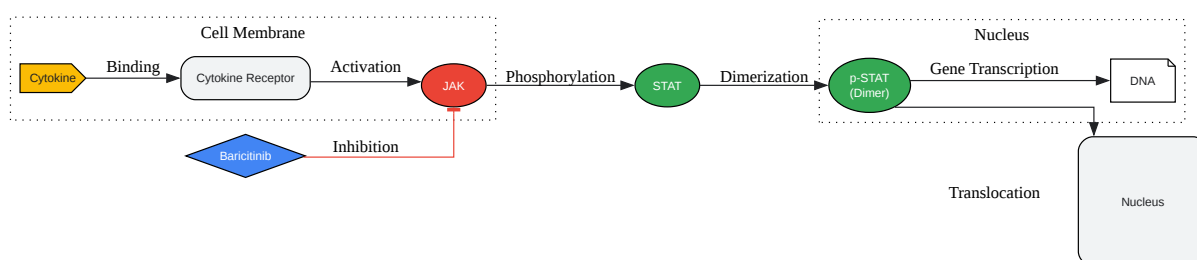 Cell Membrane
Nucleus
Cytokine
Binding
Cytokine Receptor
Activation
JAK
Phosphorylation
STAT
Dimerization
p-STAT
(Dimer)
Gene Transcription
DNA
Baricitinib
Inhibition
Translocation
Nucleus